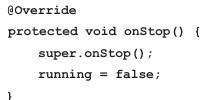 @Override
protected void onStop() {
    super.onStop();
    running = false;
}